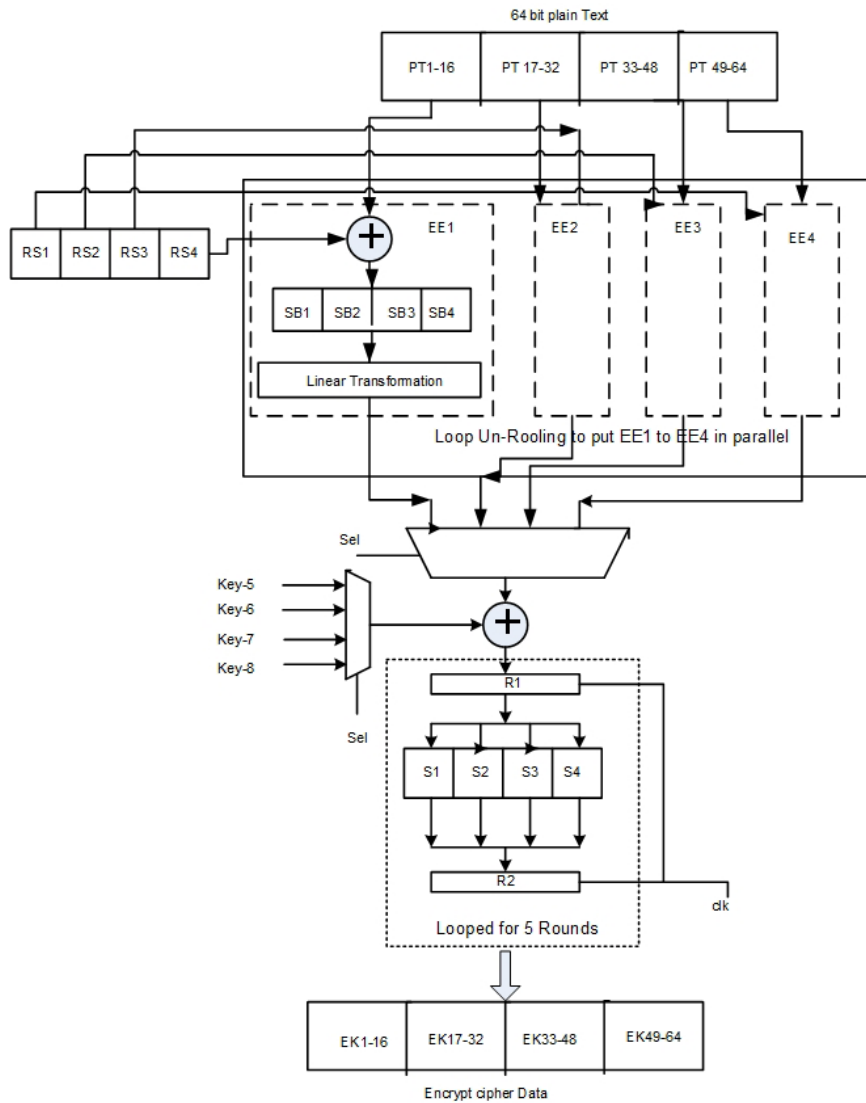 64 bit plain Text
PT1-16 PT 17-32 PT 33-48 PT 49-64
RS1 RS2 RS3 RS4
EE1 EE2 EE3 EE4
+
SB1 SB2 SB3 SB4
Linear Transformation
Loop Un-Rooling to put EE1 to EE4 in parallel
Sel
Key-5
Key-6
Key-7
Key-8
+
Sel
R1
S1 S2 S3 S4
R2
clk
Looped for 5 Rounds
EK1-16 EK17-32 EK33-48 EK49-64
Encrypt cipher Data